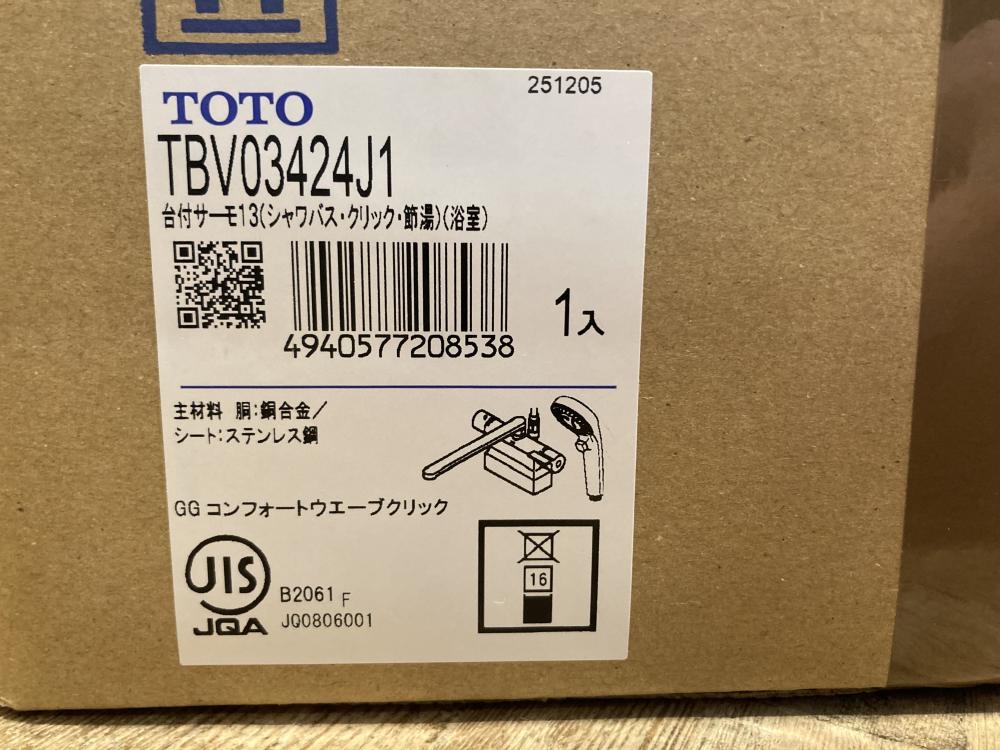 251205
TOTO
TBV03424J1
台付サーモ13(シャワバス・クリック・節湯)(浴室)
4940577208538
1入
主材料 胴:銅合金/
シート:ステンレス鋼
GG コンフォートウエーブクリック
JIS
JQA
B2061 F
JQ0806001
16